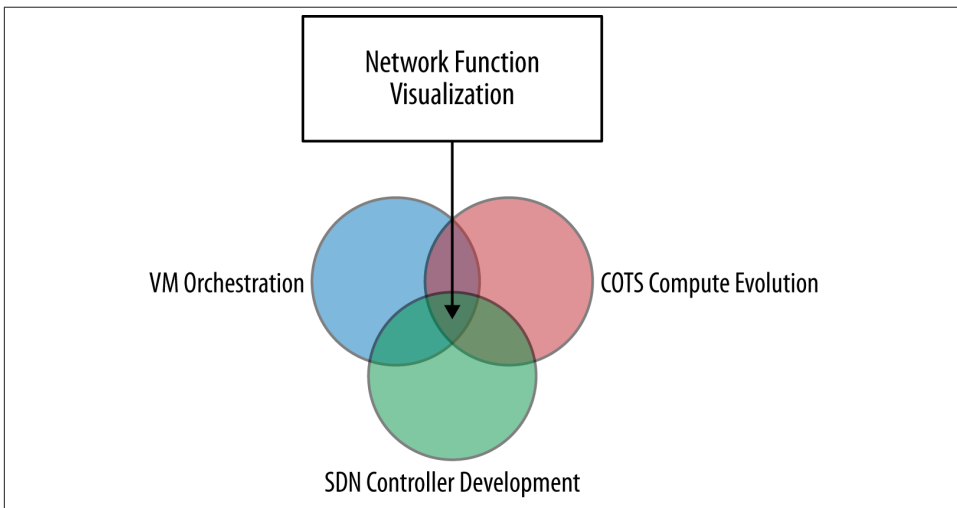 Network Function
Visualization
VM Orchestration
COTS Compute Evolution
SDN Controller Development